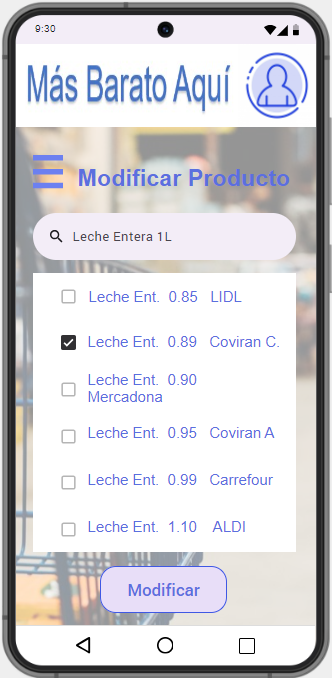 9:30
Más Barato Aquí
Modificar Producto
Leche Entera 1L
Leche Ent. 0.85 LIDL
Leche Ent. 0.89 Coviran C.
Leche Ent. 0.90
Mercadona
Leche Ent. 0.95 Coviran A
Leche Ent. 0.99 Carrefour
Leche Ent. 1.10 ALDI
Modificar